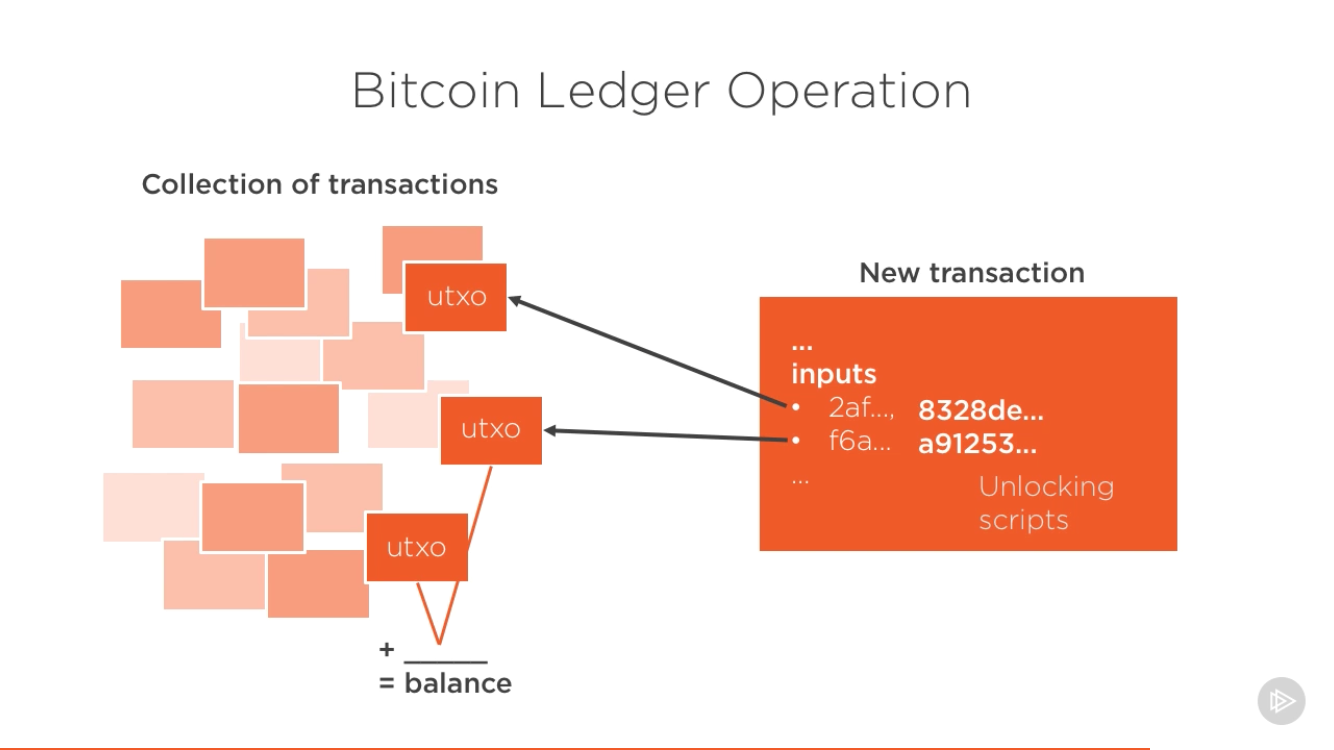 Bitcoin Ledger Operation
Collection of transactions
utxo
utxo
utxo
+ ______
= balance
New transaction
...
inputs
• 2af..., 8328de...
• f6a... a91253...
...
Unlocking
scripts